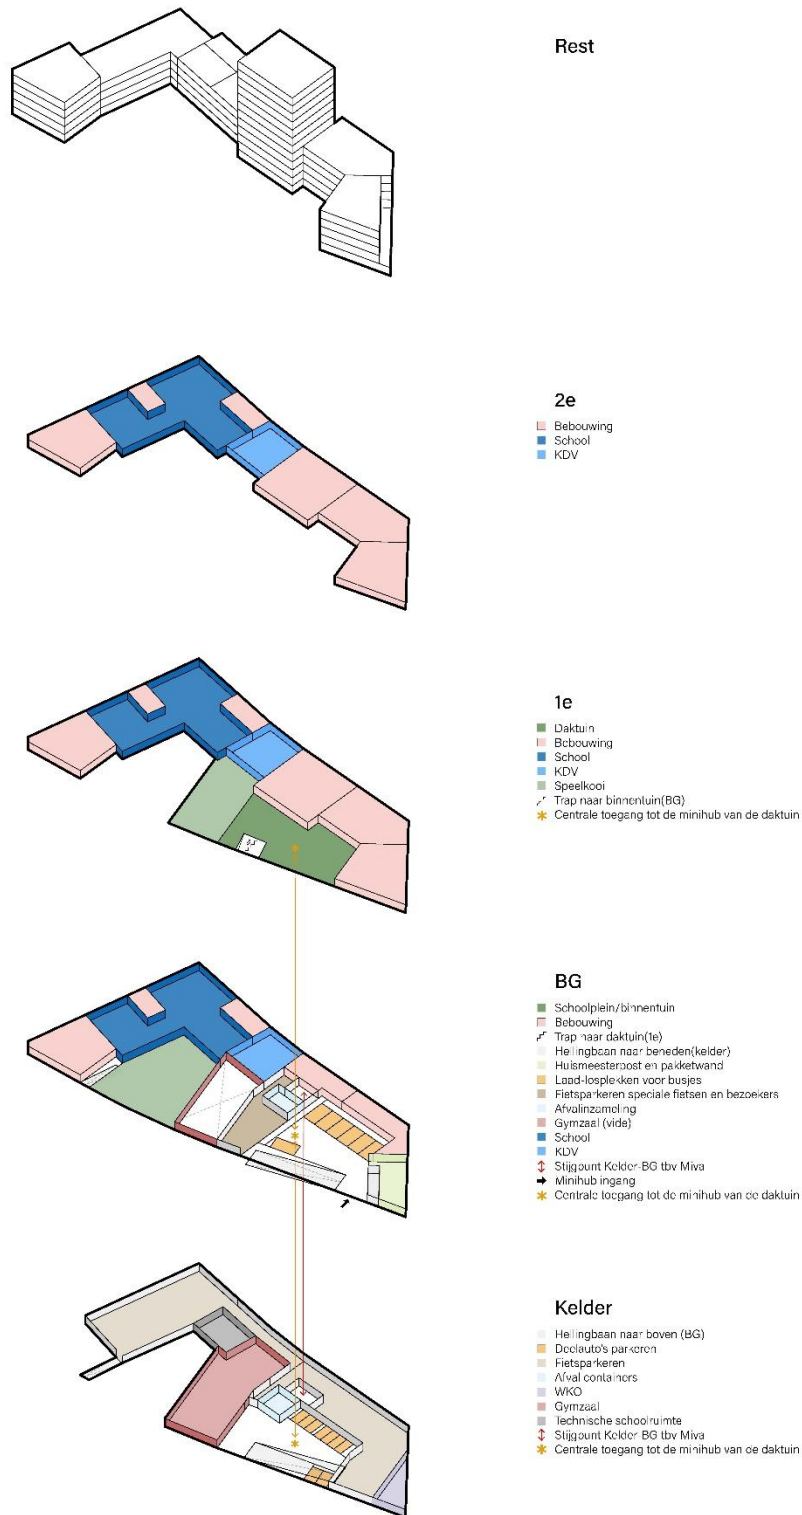 Rest
2e
Bebouwing
School
KDV
1e
Daktuin
Bebouwing
School
KDV
Speelkooi
Trap naar binnentuin(BG)
Centrale toegang tot de minihub van de daktuin
BG
Schoolplein/binnentuin
Bebouwing
Trap naar daktuin(1e)
Hellingbaan naar beneden(kelder)
Huismeesterpost en pakketwand
Laad-losplekken voor busjes
Fietsparkeren speciale fietsen en bezoekers
Afvalinzameling
Gymzaal (vide)
School
KDV
Stijgpunt Kelder-BG tbv Miva
Minihub ingang
Centrale toegang tot de minihub van de daktuin
Kelder
Hellingbaan naar boven (BG)
Deelauto's parkeren
Fietsparkeren
Afval containers
WKO
Gymzaal
Technische schoolruimte
Stijgpunt Kelder-BG tbv Miva
Centrale toegang tot de minihub van de daktuin